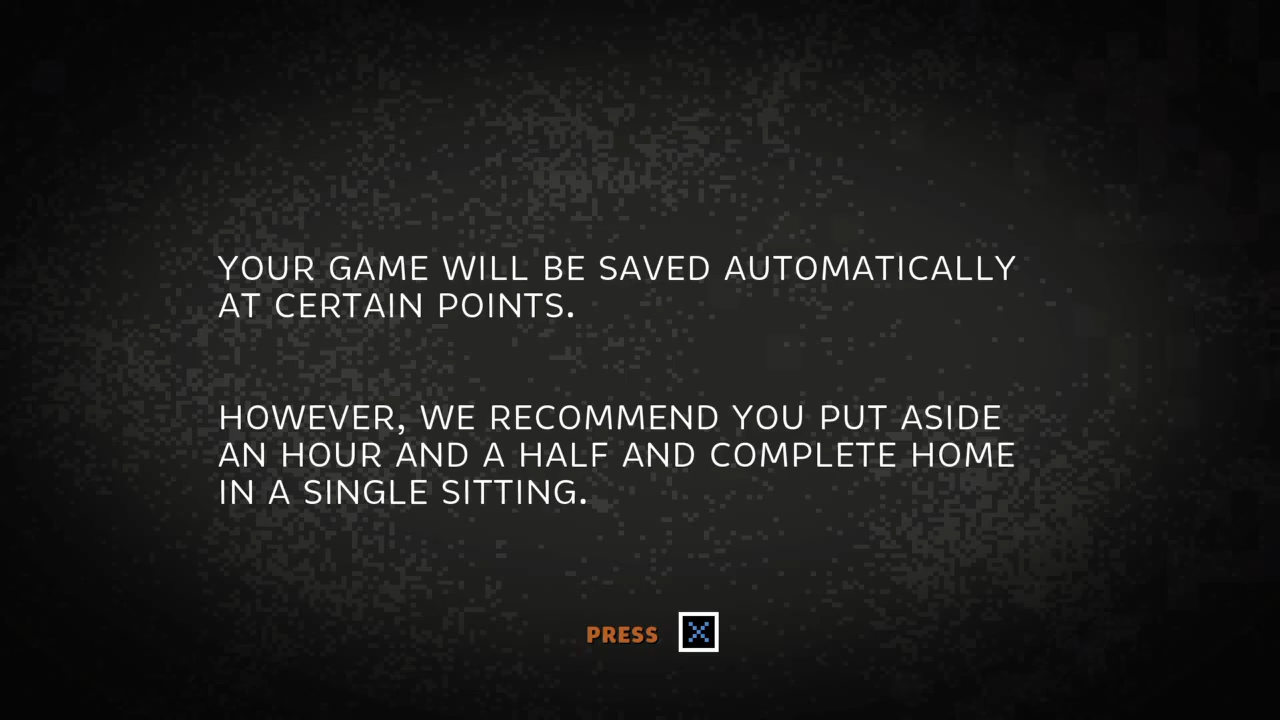 YOUR GAME WILL BE SAVED AUTOMATICALLY
AT CERTAIN POINTS.
HOWEVER, WE RECOMMEND YOU PUT ASIDE
AN HOUR AND A HALF AND COMPLETE HOME
IN A SINGLE SITTING.
PRESS X